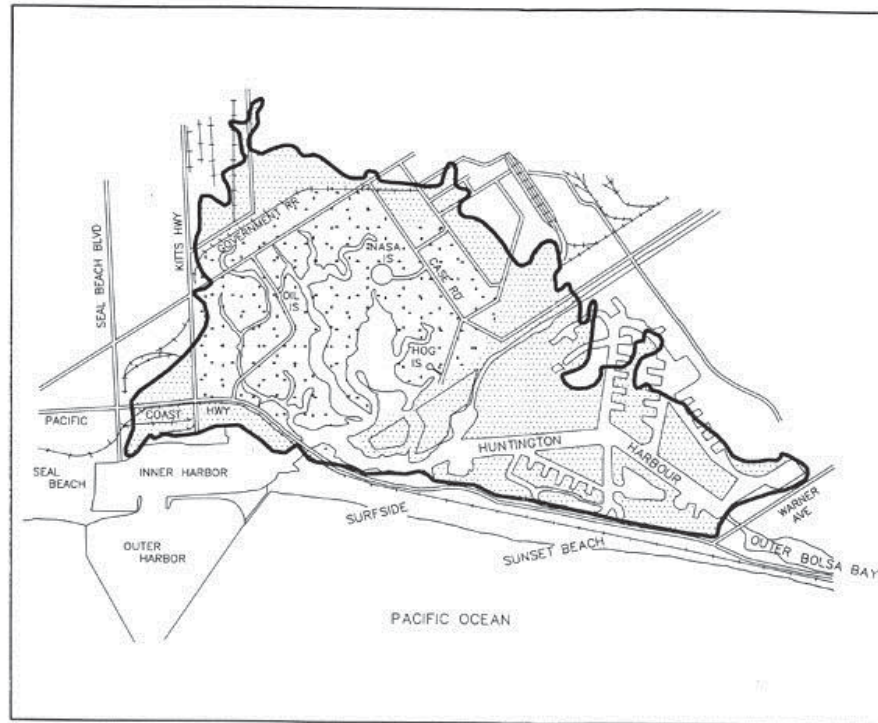 SEAL BEACH BLVD
KITTS HWY
GOVERNMENT RR
NASA
IS
OIL
IS
CASE RD
HOG
IS
PACIFIC
COAST
HWY
HUNTINGTON
HARBOUR
SEAL
BEACH
INNER HARBOR
WARNER
AVE
SURFSIDE
OUTER
HARBOR
SUNSET BEACH
OUTER BOLSA BAY
PACIFIC OCEAN